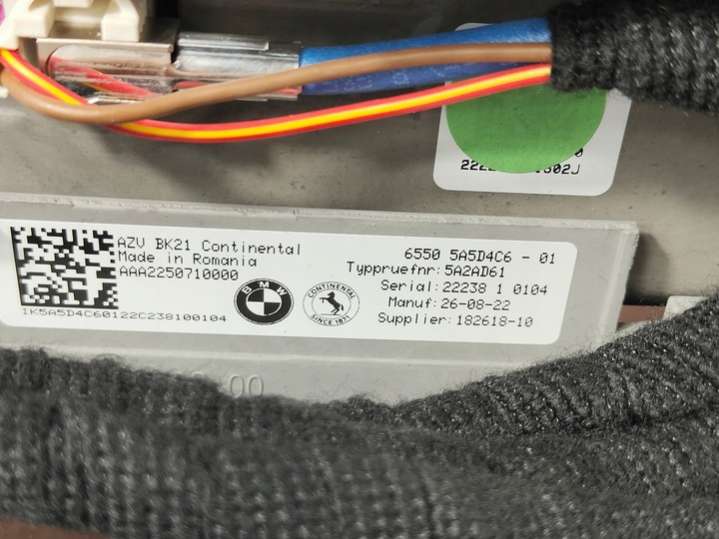 AZV BK21 Continental
Made in Romania
AAA2250710000
1K5A5D4C60122C238100104
BMW
CONTINENTAL
SINCE 1871
6550 5A5D4C6 - 01
Typpruefnr: 5A2AD61
Serial: 22238 1 0104
Manuf: 26-08-22
Supplier: 182618-10